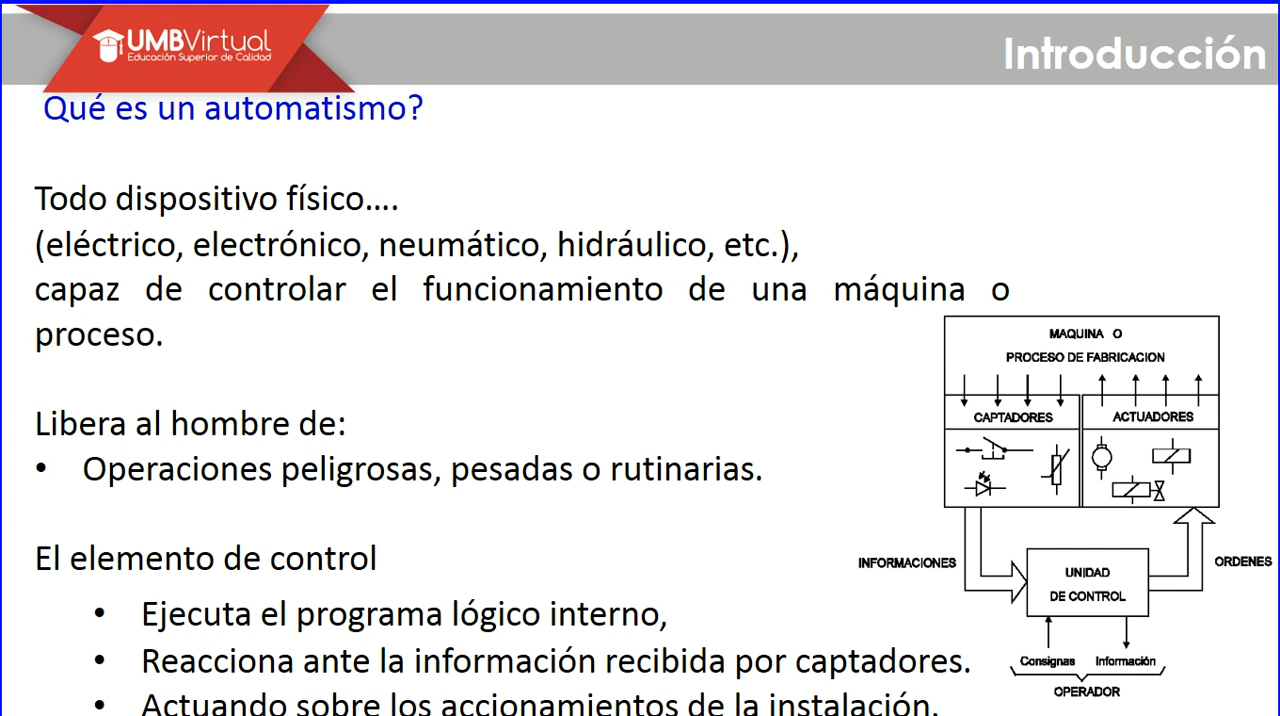 UMBVirtual
Educación Superior de Calidad
Introducción
Qué es un automatismo?
Todo dispositivo físico....
(eléctrico, electrónico, neumático, hidráulico, etc.),
capaz de controlar el funcionamiento de una máquina o
proceso.
Libera al hombre de:
• Operaciones peligrosas, pesadas o rutinarias.
El elemento de control
• Ejecuta el programa lógico interno,
• Reacciona ante la información recibida por captadores.
• Actuando sobre los accionamientos de la instalación.
MAQUINA O
PROCESO DE FABRICACION
CAPTADORES
ACTUADORES
INFORMACIONES
ORDENES
UNIDAD
DE CONTROL
Consignas
Información
OPERADOR